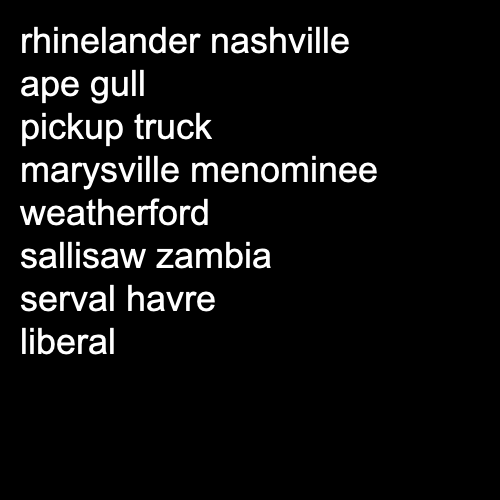 rhinelander nashville
ape gull
pickup truck
marysville menominee
weatherford
sallisaw zambia
serval havre
liberal